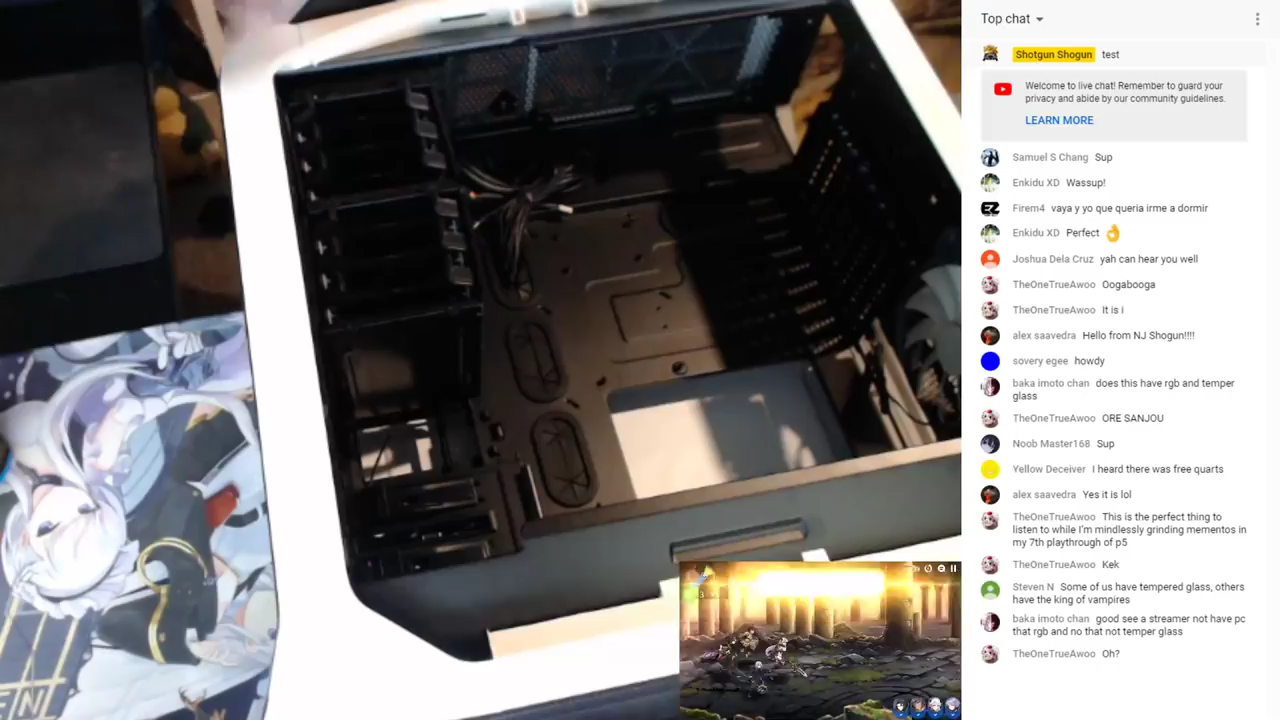 Top chat
Shotgun Shogun test
Welcome to live chat! Remember to guard your
privacy and abide by our community guidelines.
LEARN MORE
Samuel S Chang Sup
Enkidu XD Wassup!
Firem4 vaya y yo que queria irme a dormir
Enkidu XD Perfect 👌
Joshua Dela Cruz yah can hear you well
TheOneTrueAwoo Oogabooga
TheOneTrueAwoo It is i
alex saavedra Hello from NJ Shogun!!!!
sovery egee howdy
baka imoto chan does this have rgb and temper
glass
TheOneTrueAwoo ORE SANJOU
Noob Master168 Sup
Yellow Deceiver I heard there was free quarts
alex saavedra Yes it is lol
TheOneTrueAwoo This is the perfect thing to
listen to while I'm mindlessly grinding mementos in
my 7th playthrough of p5
TheOneTrueAwoo Kek
Steven N Some of us have tempered glass, others
have the king of vampires
baka imoto chan good see a streamer not have pc
that rgb and no that not temper glass
TheOneTrueAwoo Oh?